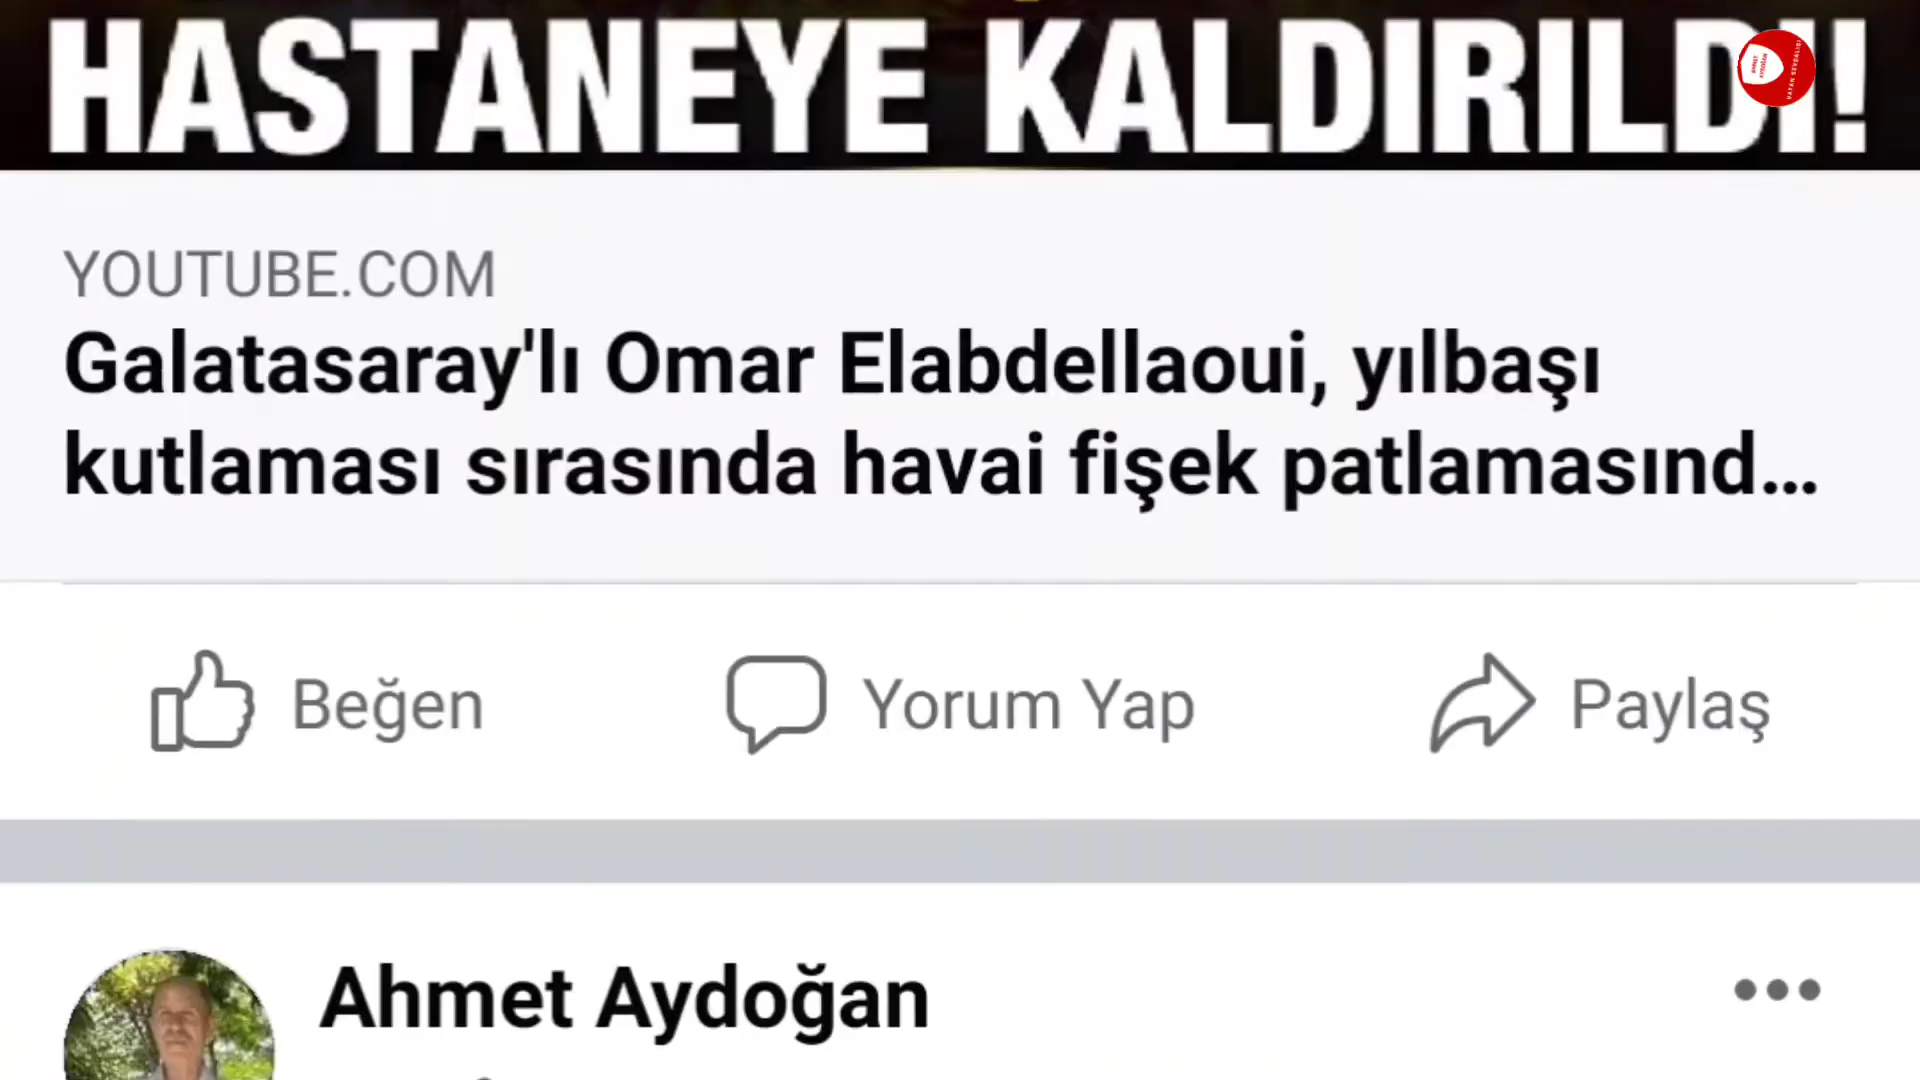 HASTANEYE KALDIRILDI!
YOUTUBE.COM
Galatasaray'lı Omar Elabdellaoui, yılbaşı
kutlaması sırasında havai fişek patlamasınd...
Beğen
Yorum Yap
Paylaş
Ahmet Aydoğan